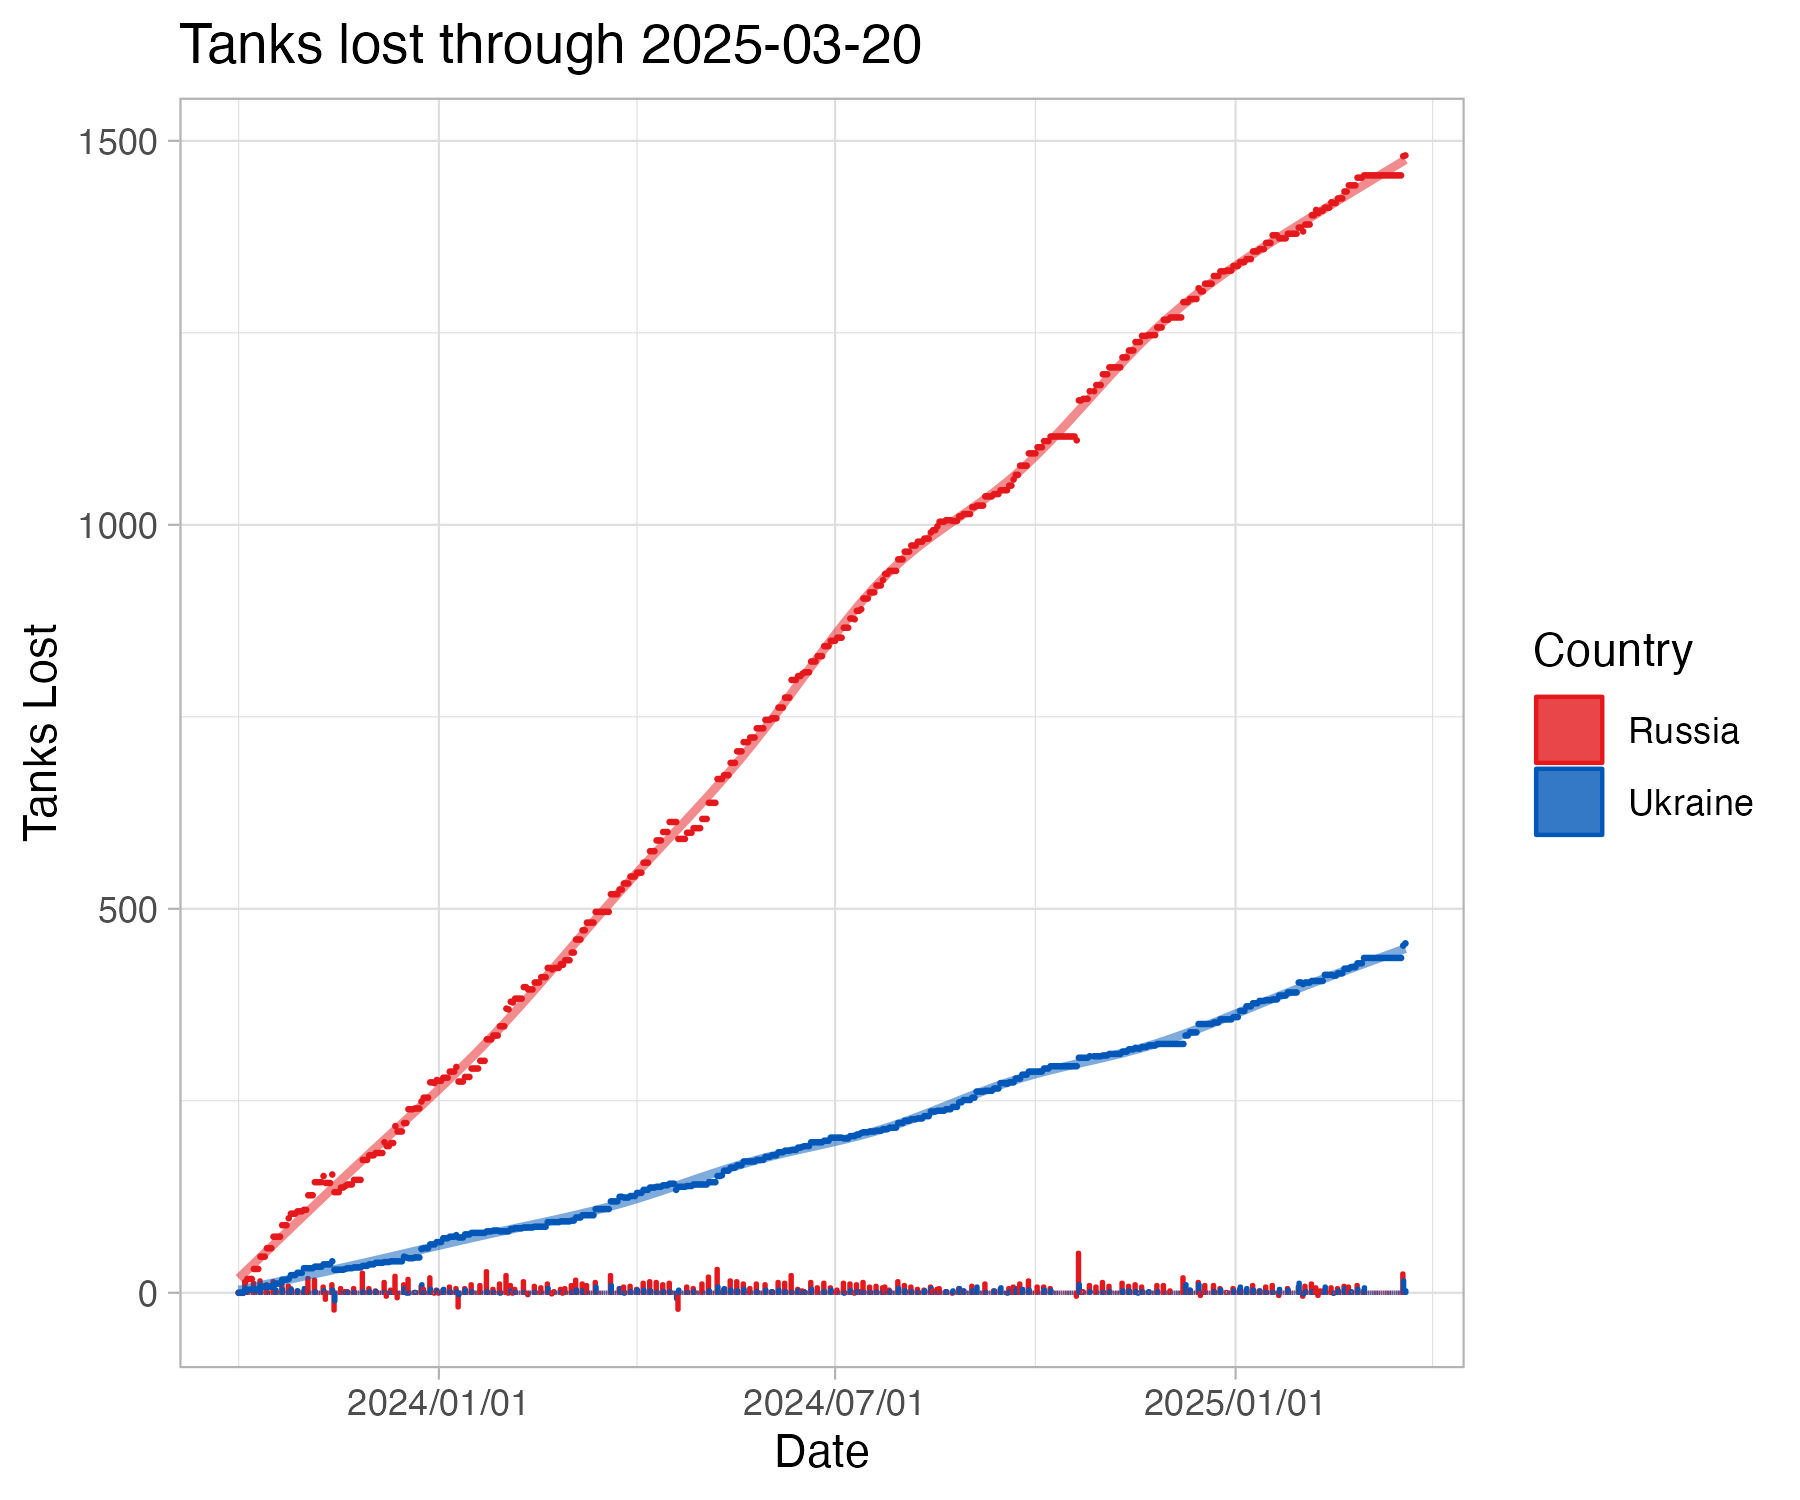 Tanks lost through 2025-03-20
1500
1000
500
0
Tanks Lost
2024/01/01
2024/07/01
2025/01/01
Date
Country
Russia
Ukraine